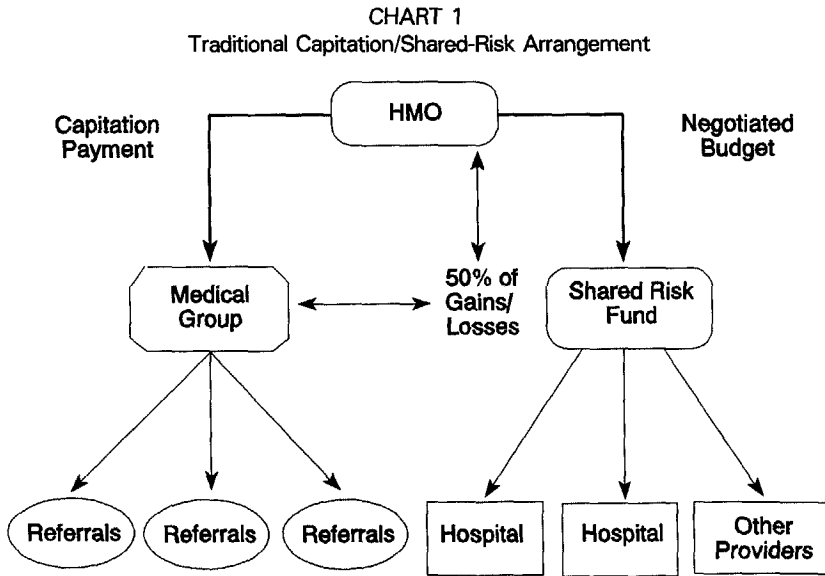 CHART 1
Traditional Capitation/Shared-Risk Arrangement
HMO
Capitation
Payment
Negotiated
Budget
Medical
Group
50% of
Gains/
Losses
Shared Risk
Fund
Referrals
Referrals
Referrals
Hospital
Hospital
Other
Providers